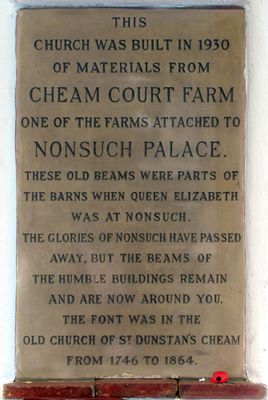 THIS
CHURCH WAS BUILT IN 1930
OF MATERIALS FROM
CHEAM COURT FARM
ONE OF THE FARMS ATTACHED TO
NONSUCH PALACE.
THESE OLD BEAMS WERE PARTS OF
THE BARNS WHEN QUEEN ELIZABETH
WAS AT NONSUCH.
THE GLORIES OF NONSUCH HAVE PASSED
AWAY, BUT THE BEAMS OF
THE HUMBLE BUILDINGS REMAIN
AND ARE NOW AROUND YOU.
THE FONT WAS IN THE
OLD CHURCH OF ST DUNSTAN'S CHEAM
FROM 1746 TO 1864.